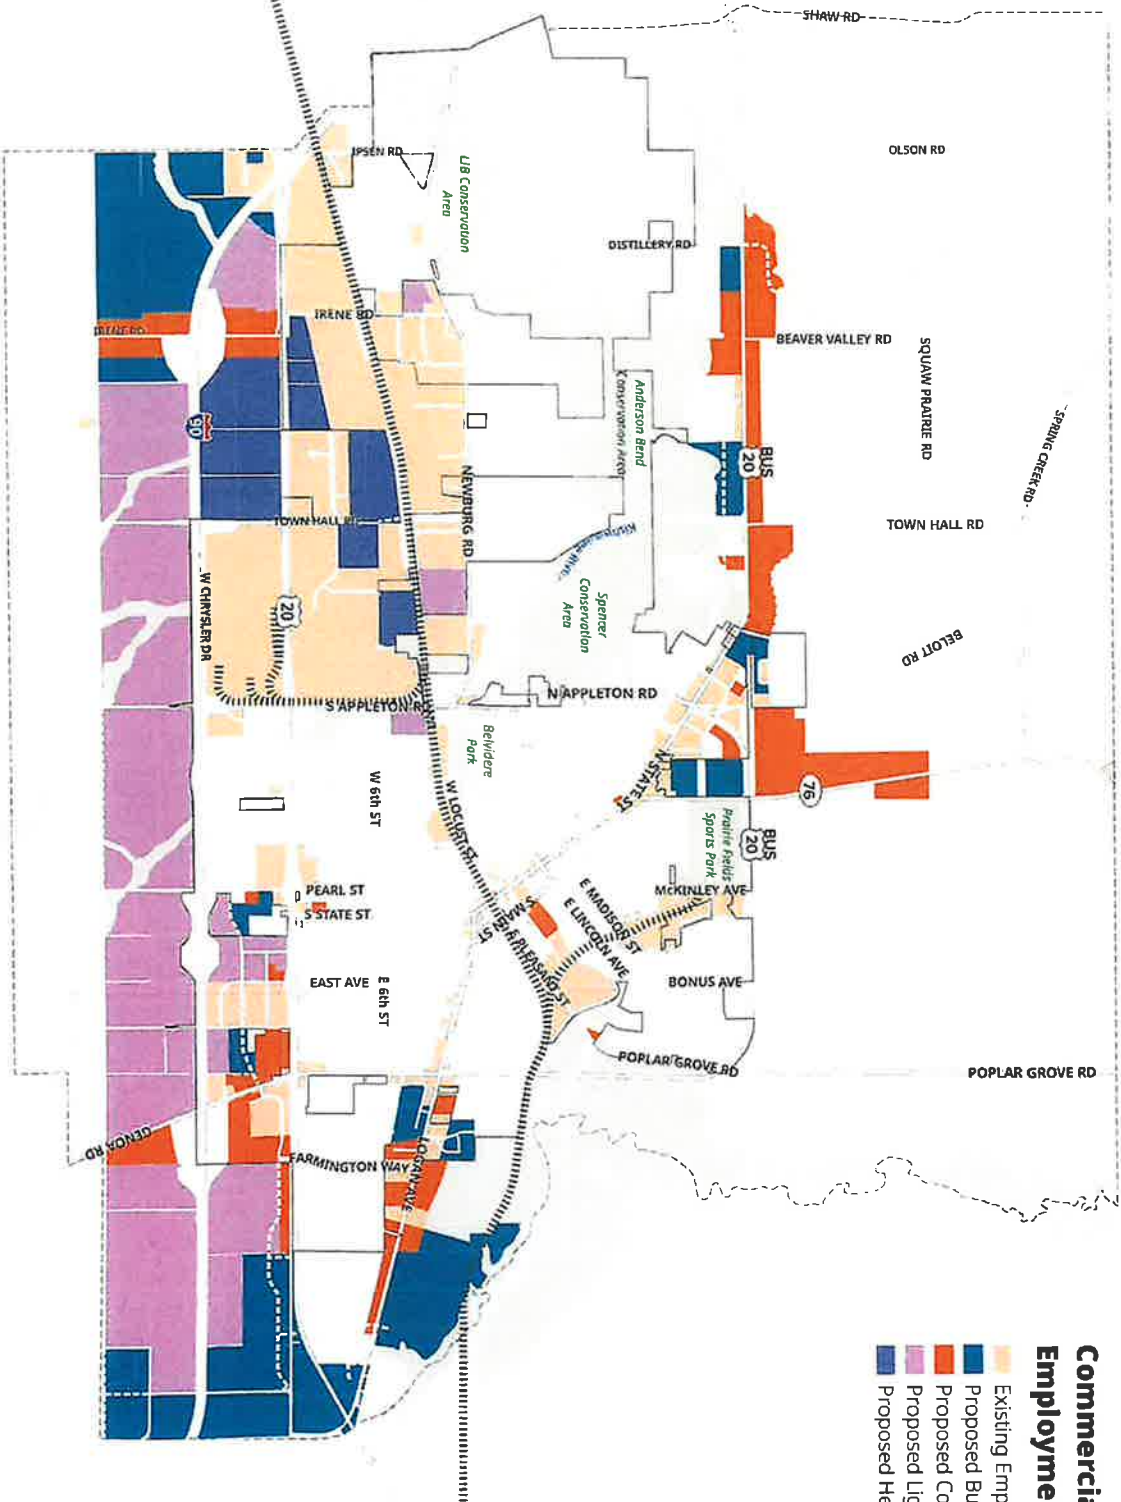 Commercia
Employme
Existing Emp
Proposed Bu
Proposed Co
Proposed Lig
Proposed He
SHAW RD
OLSON RD
IPSEN RD
LIB Conservation
Area
DISTILLERY RD
IRENE RD
IRENE RD
BEAVER VALLEY RD
SQUAW PRAIRIE RD
SPRING CREEK RD
Anderson Bend
Conservation Area
BUS
20
90
NEWBURG RD
TOWN HALL RD
TOWN HALL RD
Kishwaukee River
W CHRYSLER DR
20
Spencer
Conservation
Area
BELOIT RD
N APPLETON RD
S APPLETON RD
Belvidere
Park
N STATE ST
76
W 6th ST
W LOCUST ST
Prairie Fields
Sports Park
BUS
20
McKINLEY AVE
PEARL ST
S STATE ST
S MAIN ST
E MADISON ST
E LINCOLN AVE
E PLEASANT ST
EAST AVE
E 6th ST
BONUS AVE
POPLAR GROVE RD
POPLAR GROVE RD
GENOA RD
FARMINGTON WAY
LOGAN AVE